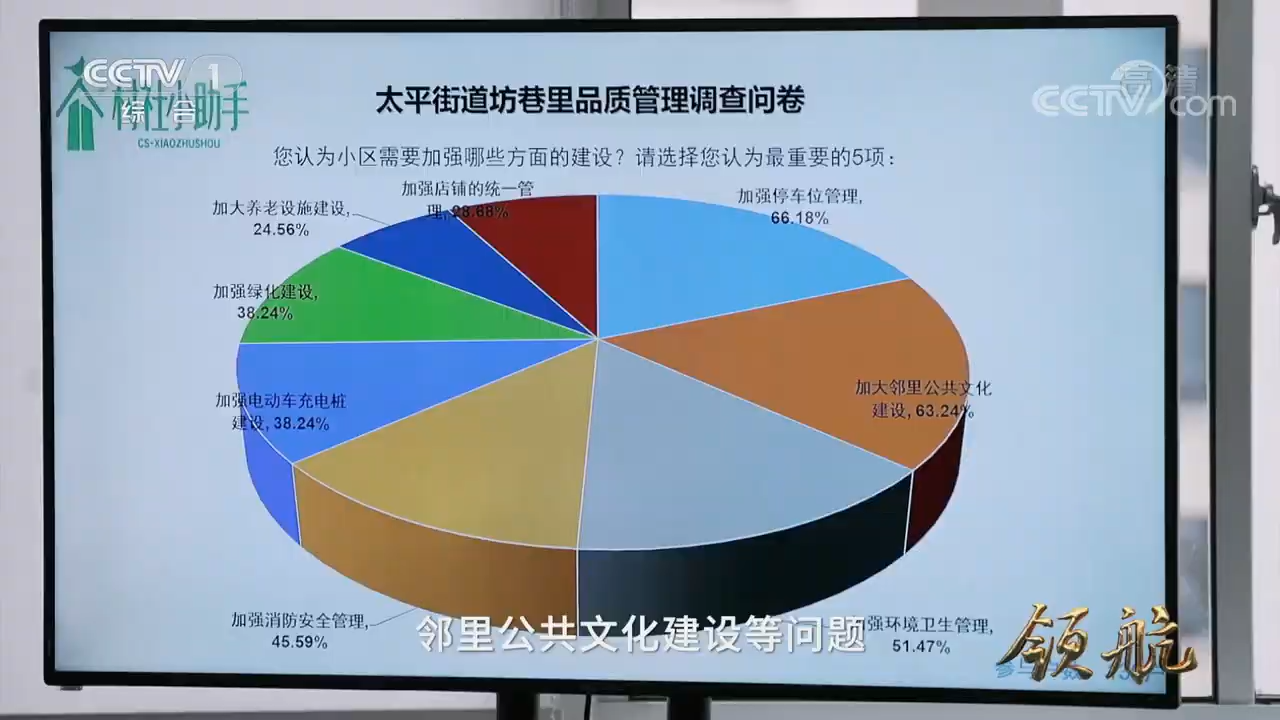 CCTV 1
综合
小助手
CS-XIAOZHUSHOU
高清
CCTV.com
太平街道坊巷里品质管理调查问卷
您认为小区需要加强哪些方面的建设？请选择您认为最重要的5项：
加强店铺的统一管
理, 28.68%
加强停车位管理,
66.18%
加大养老设施建设,
24.56%
加强绿化建设,
38.24%
加大邻里公共文化
建设, 63.24%
加强电动车充电桩
建设, 38.24%
加强消防安全管理,
45.59%
强环境卫生管理,
51.47%
邻里公共文化建设等问题
领航